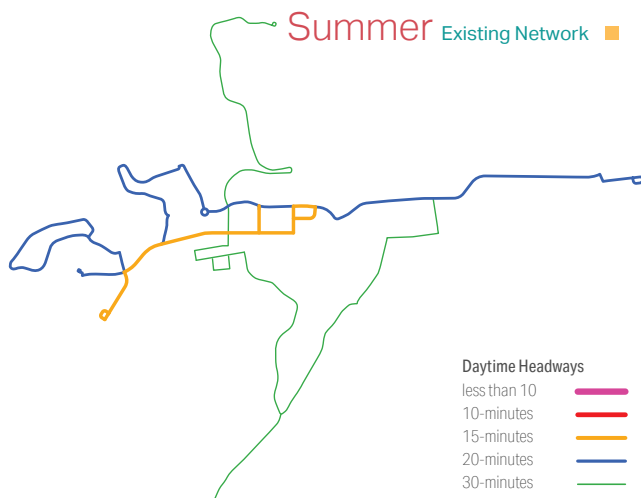 Summer Existing Network
Daytime Headways
less than 10
10-minutes
15-minutes
20-minutes
30-minutes